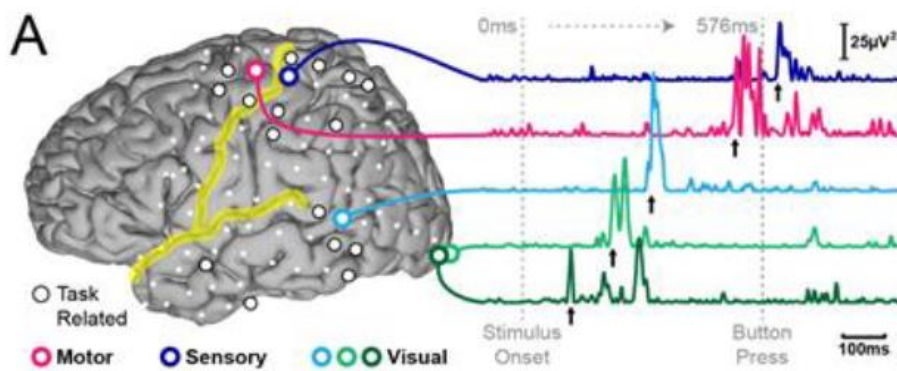 A
0ms
576ms
25μV²
Task
Related
Motor
Sensory
Visual
Stimulus
Onset
Button
Press
100ms